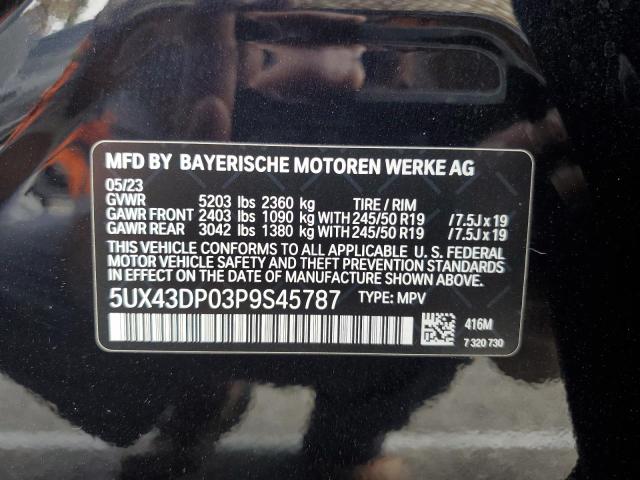 MFD BY BAYERISCHE MOTOREN WERKE AG
05/23
GVWR 5203 lbs 2360 kg TIRE / RIM
GAWR FRONT 2403 lbs 1090 kg WITH 245/50 R19 /7.5J x 19
GAWR REAR 3042 lbs 1380 kg WITH 245/50 R19 /7.5J x 19
THIS VEHICLE CONFORMS TO ALL APPLICABLE U. S. FEDERAL
MOTOR VEHICLE SAFETY AND THEFT PREVENTION STANDARDS
IN EFFECT ON THE DATE OF MANUFACTURE SHOWN ABOVE.
5UX43DP03P9S45787 TYPE: MPV
416M
7 320 730